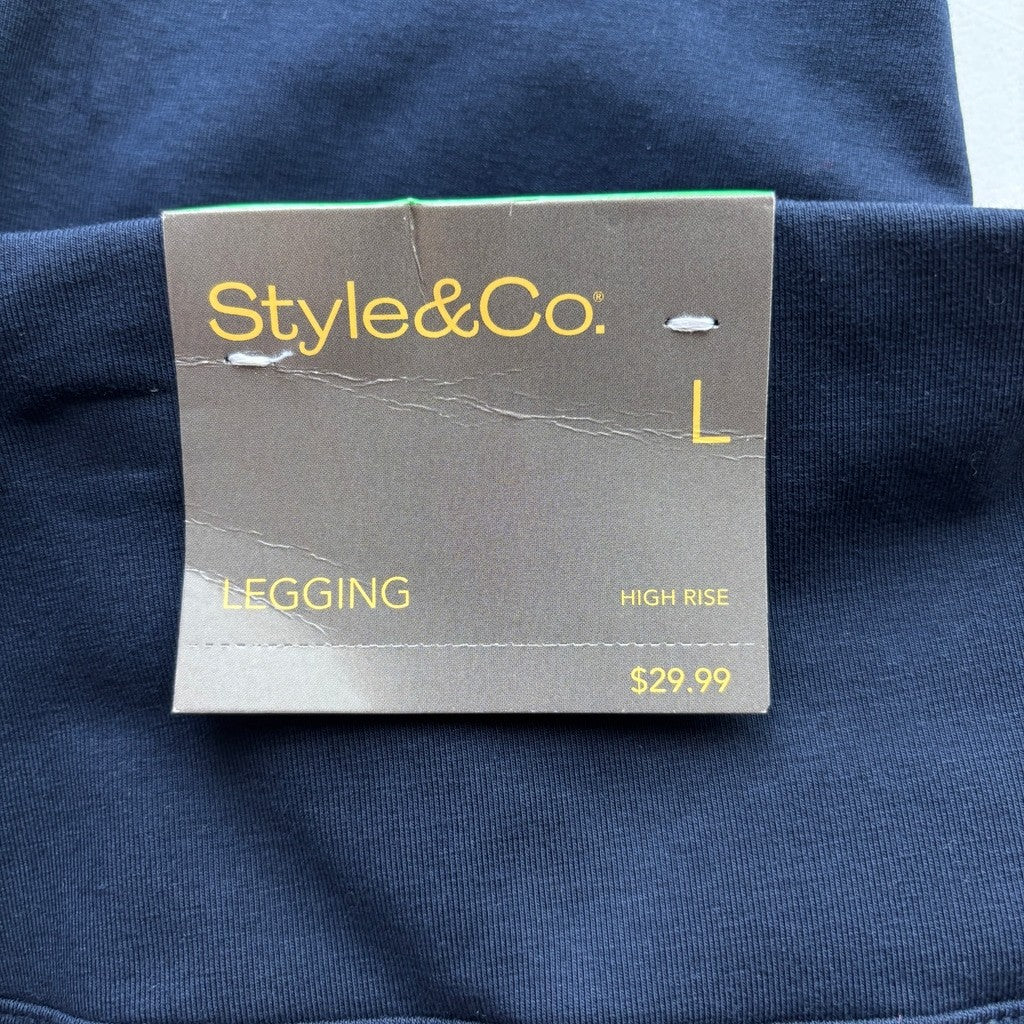 Style&Co.®
L
LEGGING
HIGH RISE
$29.99